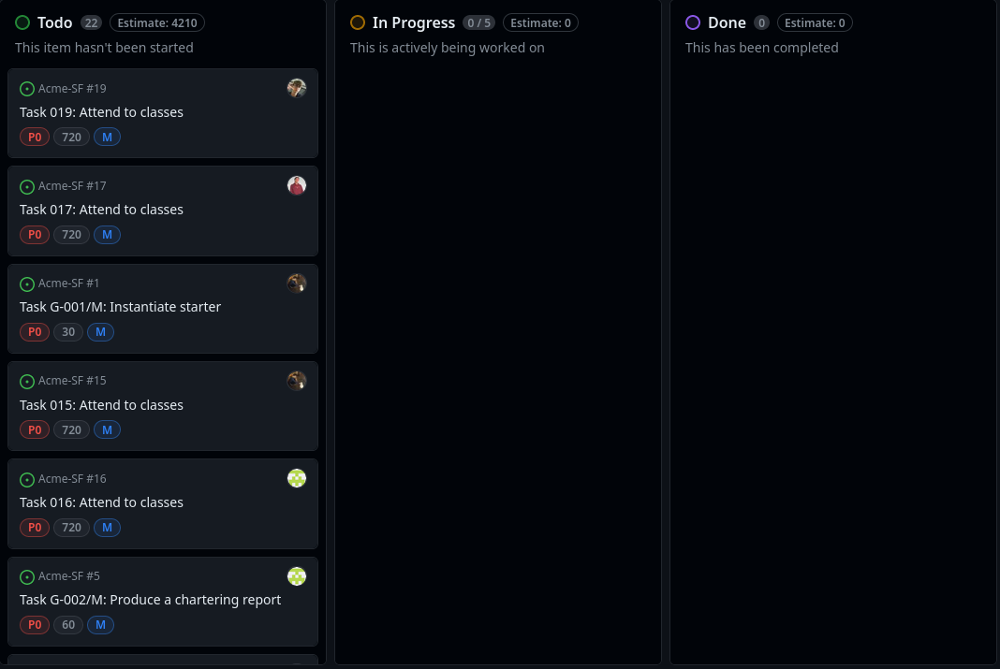 Todo 22 Estimate: 4210
This item hasn't been started
Acme-SF #19
Task 019: Attend to classes
P0 720 M
Acme-SF #17
Task 017: Attend to classes
P0 720 M
Acme-SF #1
Task G-001/M: Instantiate starter
P0 30 M
Acme-SF #15
Task 015: Attend to classes
P0 720 M
Acme-SF #16
Task 016: Attend to classes
P0 720 M
Acme-SF #5
Task G-002/M: Produce a chartering report
P0 60 M
In Progress 0 / 5 Estimate: 0
This is actively being worked on
Done 0 Estimate: 0
This has been completed